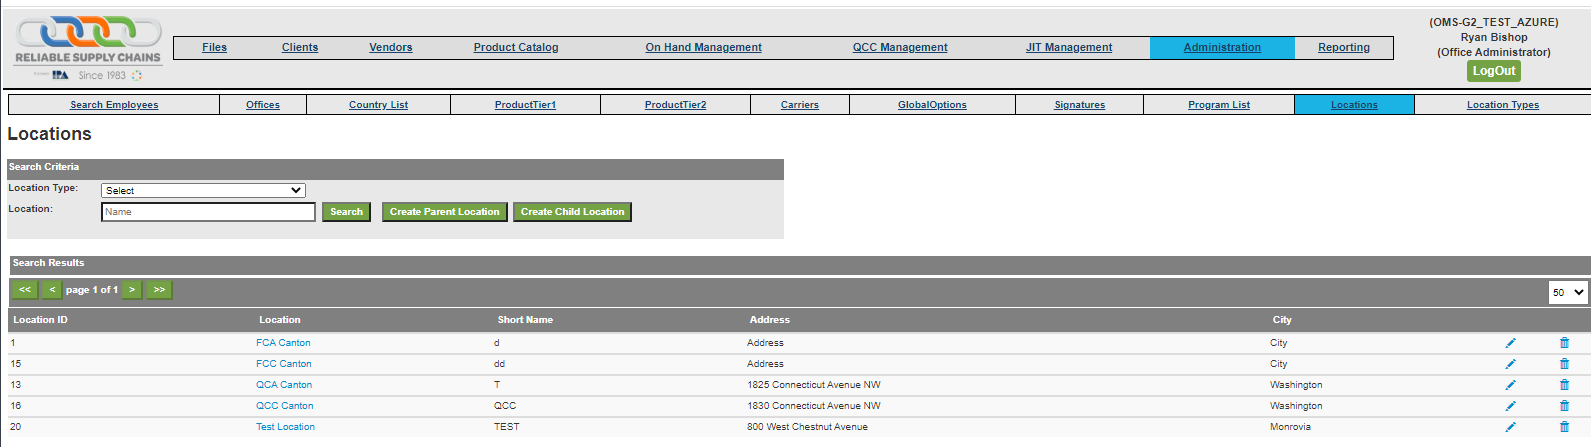 RELIABLE SUPPLY CHAINS
IPA Since 1983
Files Clients Vendors Product Catalog On Hand Management QCC Management JIT Management Administration Reporting
(OMS-G2_TEST_AZURE)
Ryan Bishop
(Office Administrator)
LogOut
Search Employees Offices Country List ProductTier1 ProductTier2 Carriers GlobalOptions Signatures Program List Locations Location Types
Locations
Search Criteria
Location Type: Select
Location: Name Search Create Parent Location Create Child Location
Search Results
<< < page 1 of 1 > >> 50
Location ID Location Short Name Address City
1 FCA Canton d Address City
15 FCC Canton dd Address City
13 QCA Canton T 1825 Connecticut Avenue NW Washington
16 QCC Canton QCC 1830 Connecticut Avenue NW Washington
20 Test Location TEST 800 West Chestnut Avenue Monrovia